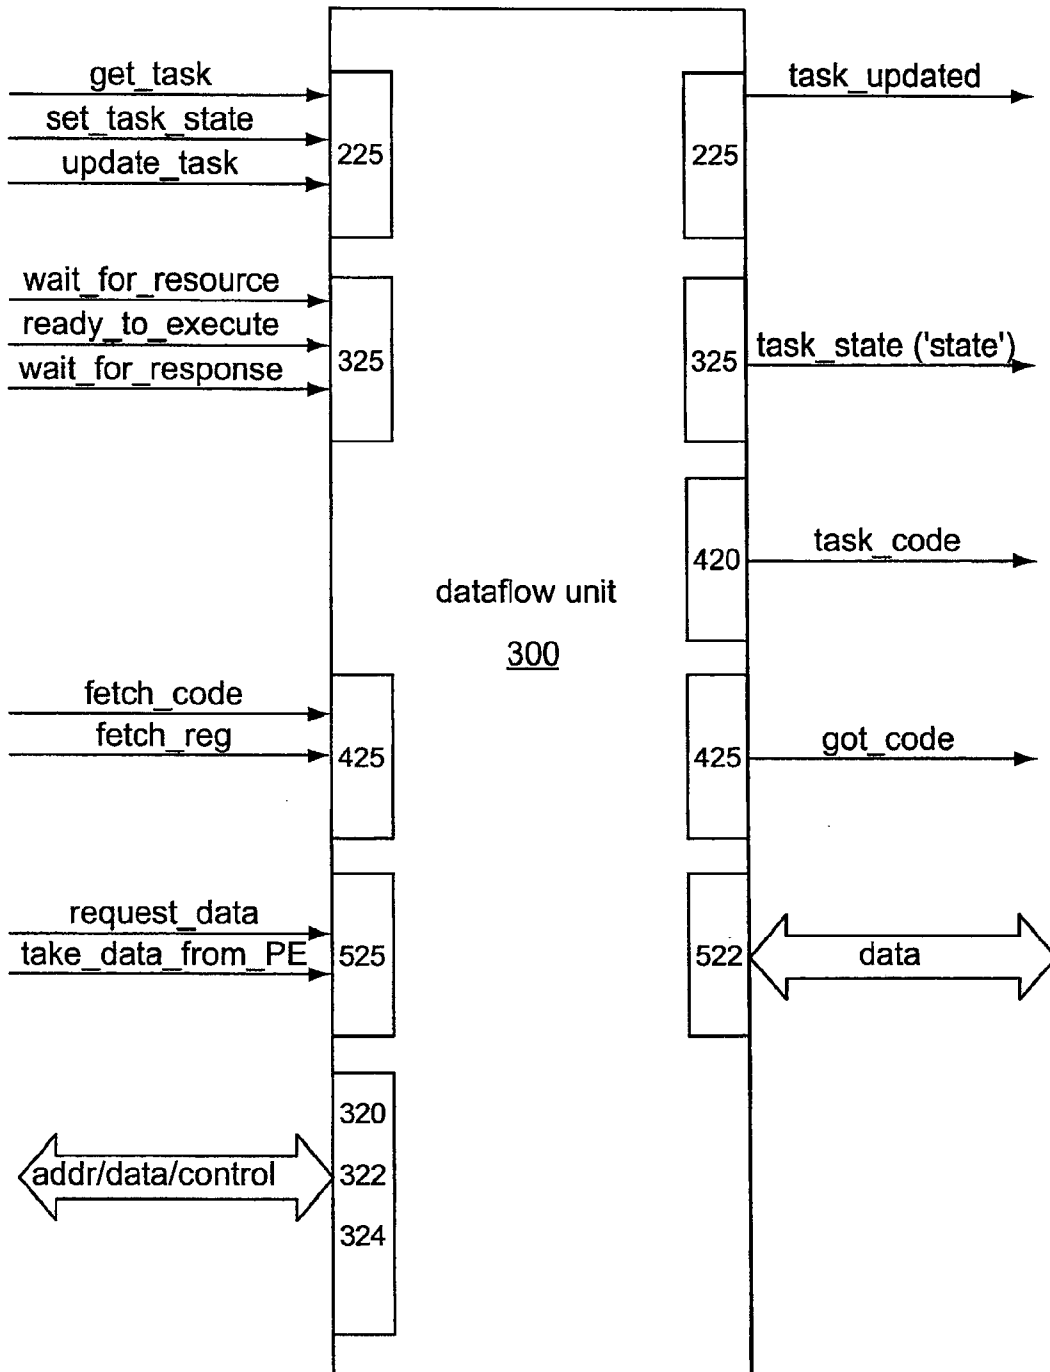 get_task
set_task_state
update_task
225
225
task_updated
wait_for_resource
ready_to_execute
wait_for_response
325
325
task_state ('state')
420
task_code
dataflow unit
300
fetch_code
fetch_reg
425
425
got_code
request_data
take_data_from_PE
525
522
data
addr/data/control
320
322
324